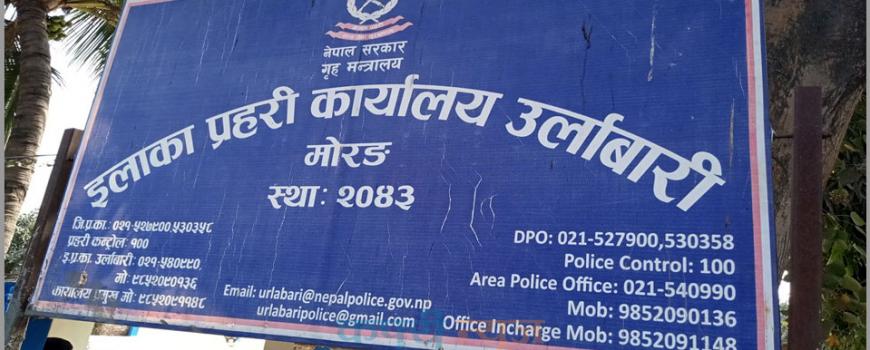 नेपाल सरकार
गृह मन्त्रालय
इलाका प्रहरी कार्यालय उर्लाबारी
मोरङ
स्था: २०४३
जि.प्र.का.: ०२१-५२७९००,५३०३५८
प्रहरी कन्ट्रोल: १००
इ.प्र.का. उर्लाबारी: ०२१-५४०९९०
मो: ९८५२०९०१३६
कार्यालय प्रमुख मो: ९८५२०९११४८
DPO: 021-527900,530358
Police Control: 100
Area Police Office: 021-540990
Mob: 9852090136
Office Incharge Mob: 9852091148
Email: urlabari@nepalpolice.gov.np
urlabaripolice@gmail.com